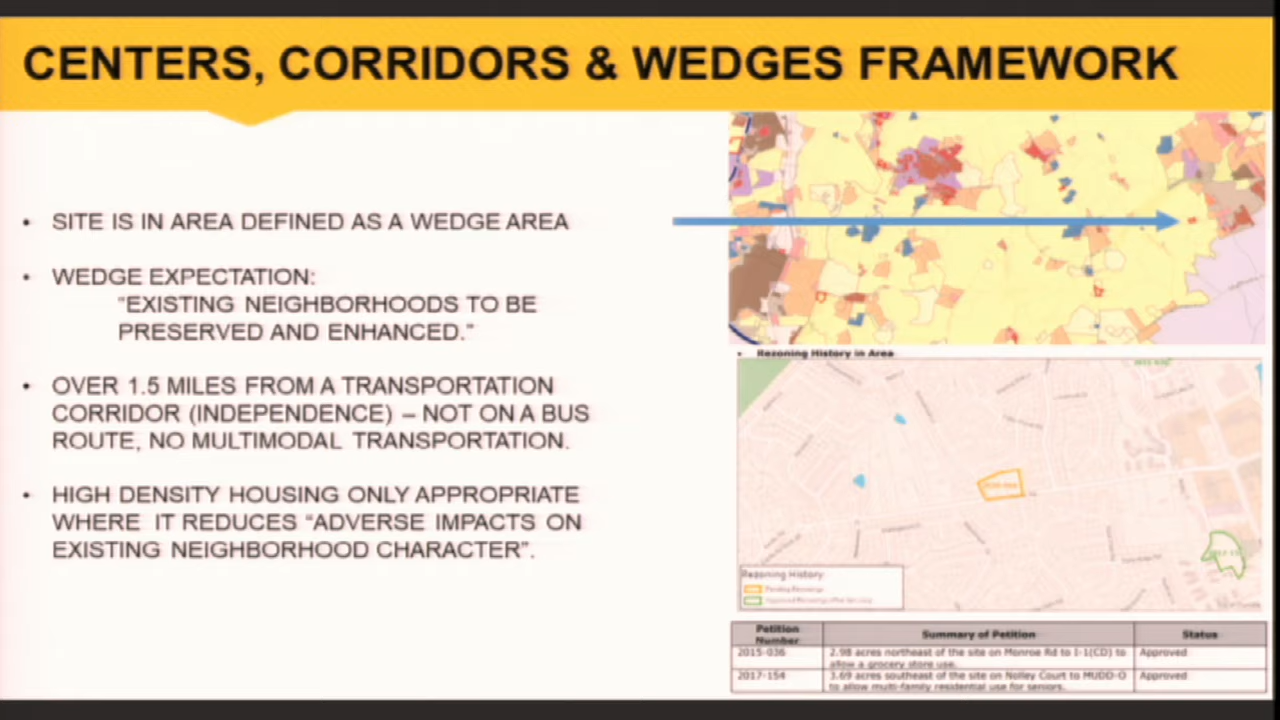 CENTERS, CORRIDORS & WEDGES FRAMEWORK
• SITE IS IN AREA DEFINED AS A WEDGE AREA
• WEDGE EXPECTATION:
"EXISTING NEIGHBORHOODS TO BE
PRESERVED AND ENHANCED."
• OVER 1.5 MILES FROM A TRANSPORTATION
CORRIDOR (INDEPENDENCE) – NOT ON A BUS
ROUTE, NO MULTIMODAL TRANSPORTATION.
• HIGH DENSITY HOUSING ONLY APPROPRIATE
WHERE IT REDUCES "ADVERSE IMPACTS ON
EXISTING NEIGHBORHOOD CHARACTER".
• Rezoning History in Area
Rezoning History
Pending Rezonings
Petition Number Summary of Petition Status
2015-036 2.98 acres northeast of the site on Monroe Rd to I-1(CD) to Approved
allow a grocery store use.
2017-154 3.69 acres southeast of the site on Nolley Court to MUDD-O Approved
to allow multi-family residential use for seniors.